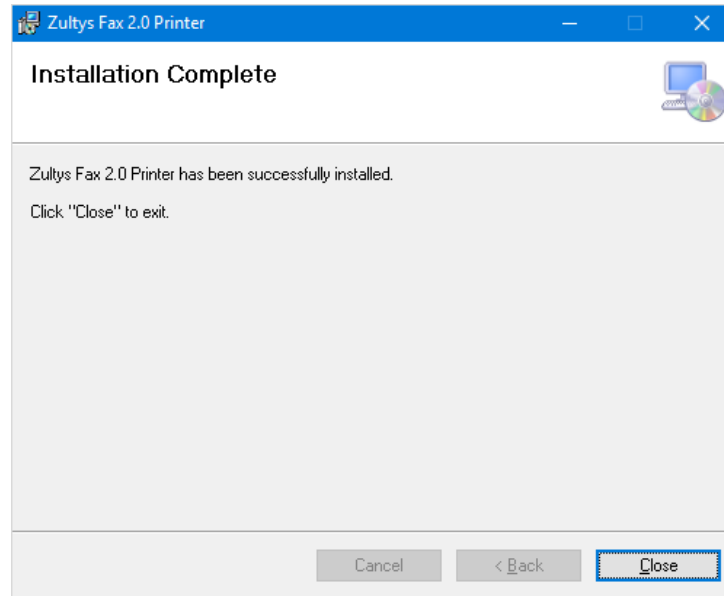 Zultys Fax 2.0 Printer
Installation Complete
Zultys Fax 2.0 Printer has been successfully installed.
Click "Close" to exit.
Cancel
< Back
Close